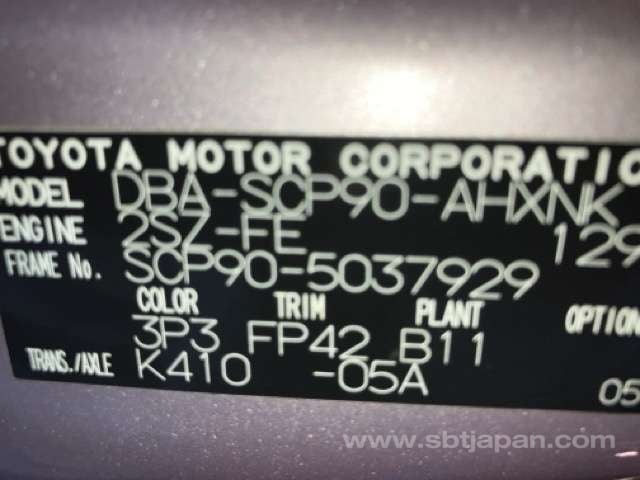 TOYOTA MOTOR CORPORATIO
MODEL DBA-SCP90-AHXNK
ENGINE 2SZ-FE 129
FRAME No. SCP90-5037929
COLOR TRIM PLANT OPTION
3P3 FP42 B11
TRANS./AXLE K410 -05A 05
www.sbtjapan.com